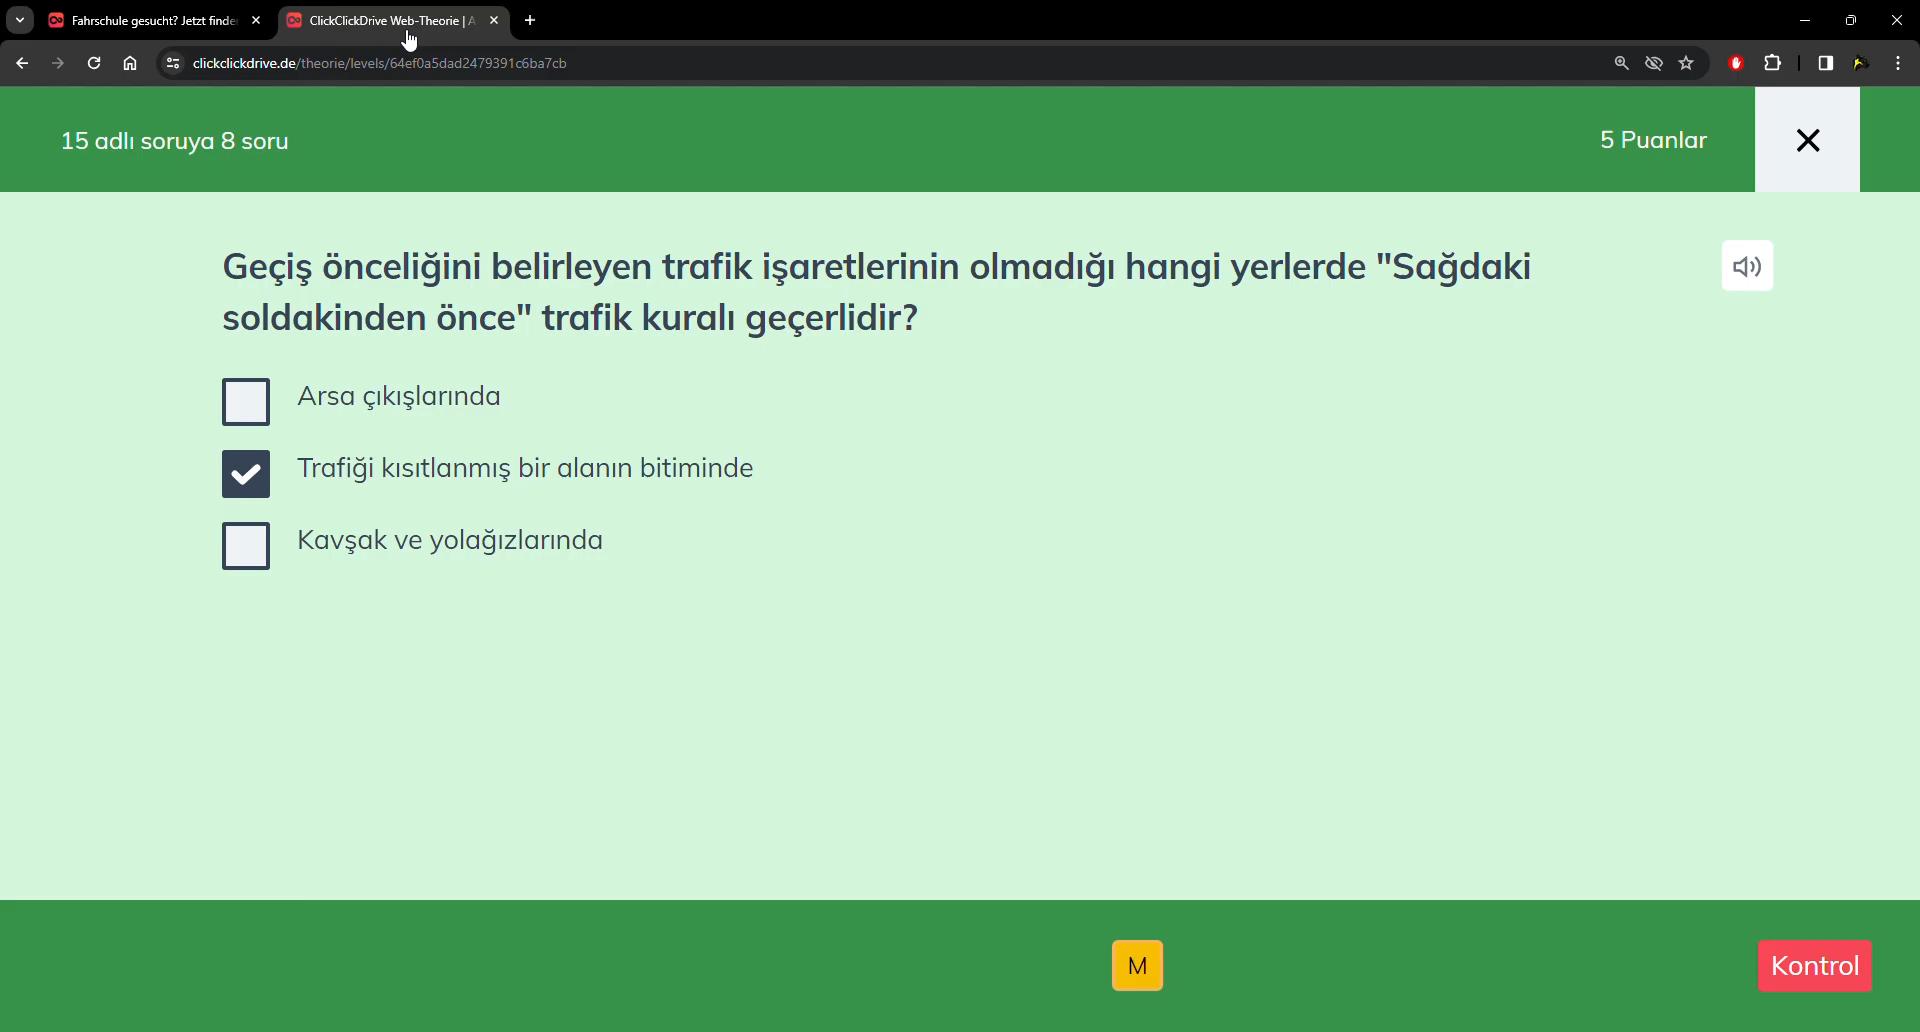 Fahrschule gesucht? Jetzt finde
ClickClickDrive Web-Theorie | A
clickclickdrive.de/theorie/levels/64ef0a5dad2479391c6ba7cb
15 adlı soruya 8 soru
5 Puanlar
Geçiş önceliğini belirleyen trafik işaretlerinin olmadığı hangi yerlerde "Sağdaki
soldakinden önce" trafik kuralı geçerlidir?
Arsa çıkışlarında
Trafiği kısıtlanmış bir alanın bitiminde
Kavşak ve yolağızlarında
M
Kontrol